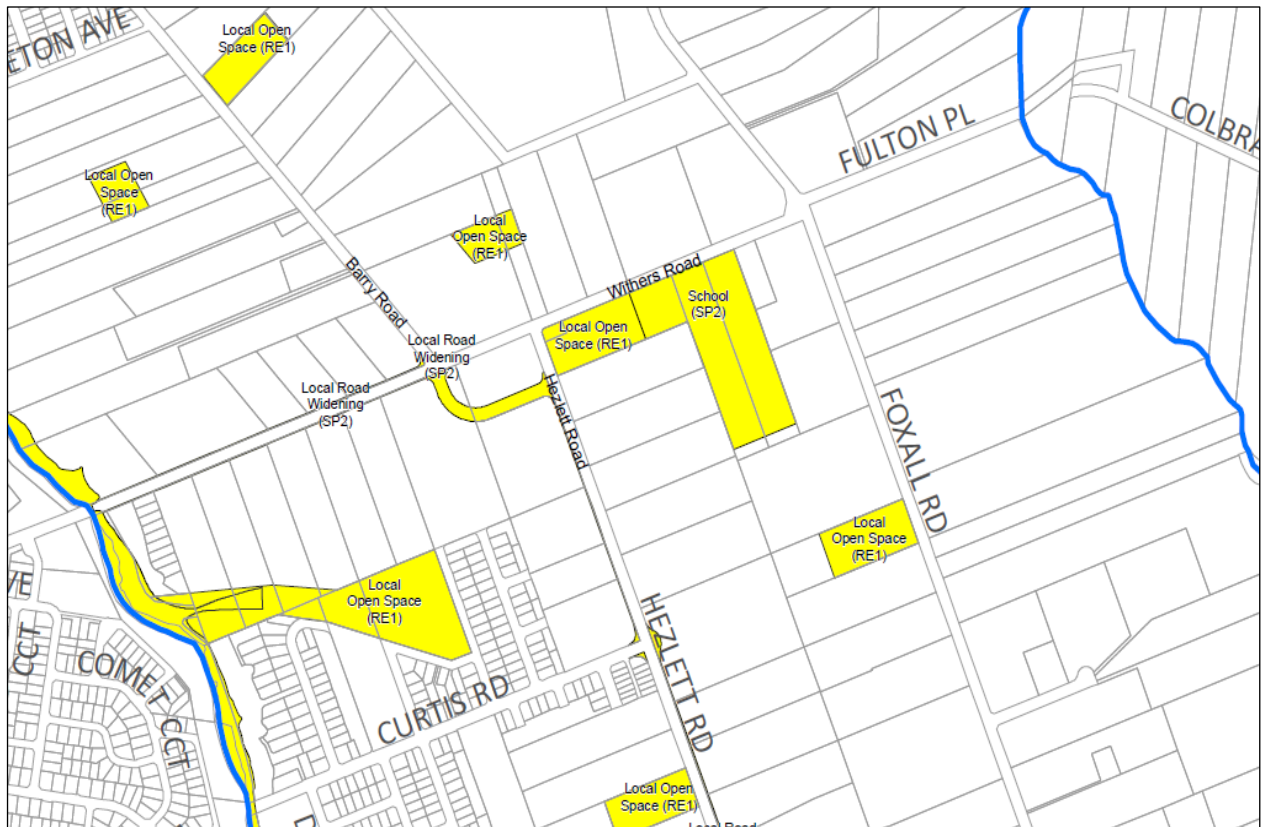 ETON AVE
Local Open
Space (RE1)
COLBRA
FULTON PL
Local Open
Space
(RE1)
Local
Open Space
(RE1)
Barry Road
Withers Road
School
(SP2)
Local Open
Space (RE1)
Local Road
Widening
(SP2)
Local Road
Widening
(SP2)
Hezlett Road
FOXALL RD
Local
Open Space
(RE1)
Local
Open Space
(RE1)
VE
CCT
COMET CCT
HEZLETT RD
CURTIS RD
Local Open
Space (RE1)
D
Local Road